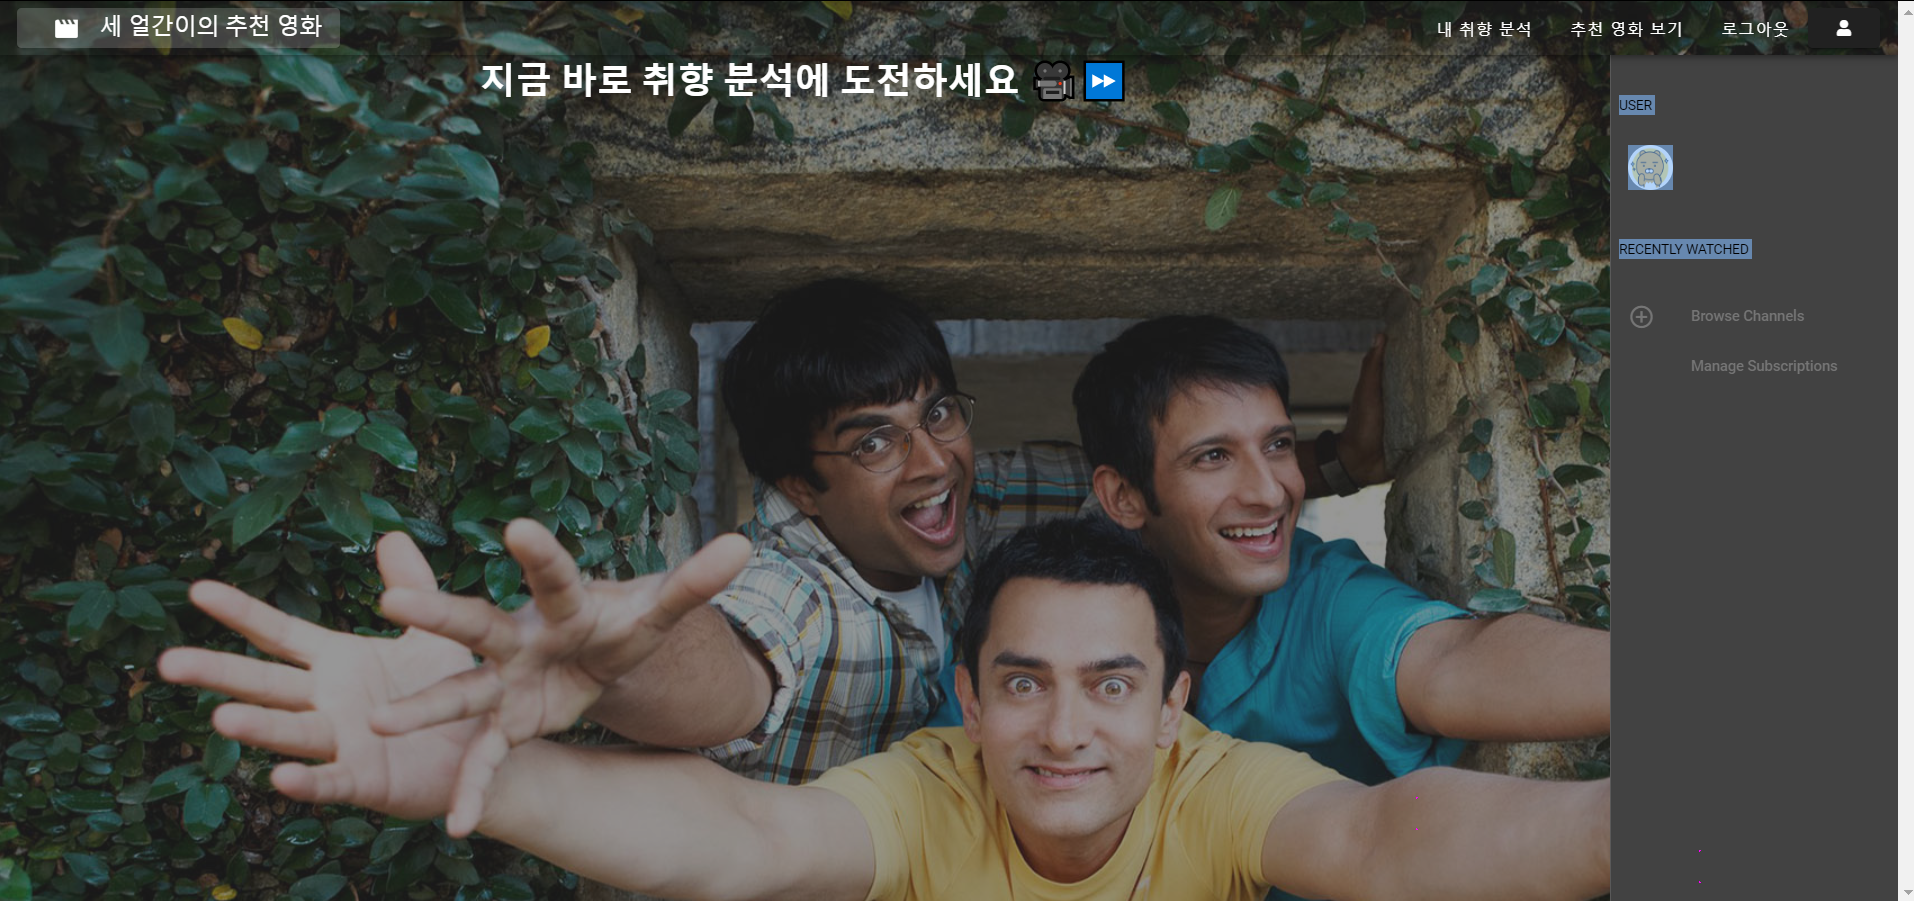 세 얼간이의 추천 영화
내 취향 분석
추천 영화 보기
로그아웃
지금 바로 취향 분석에 도전하세요
USER
RECENTLY WATCHED
Browse Channels
Manage Subscriptions